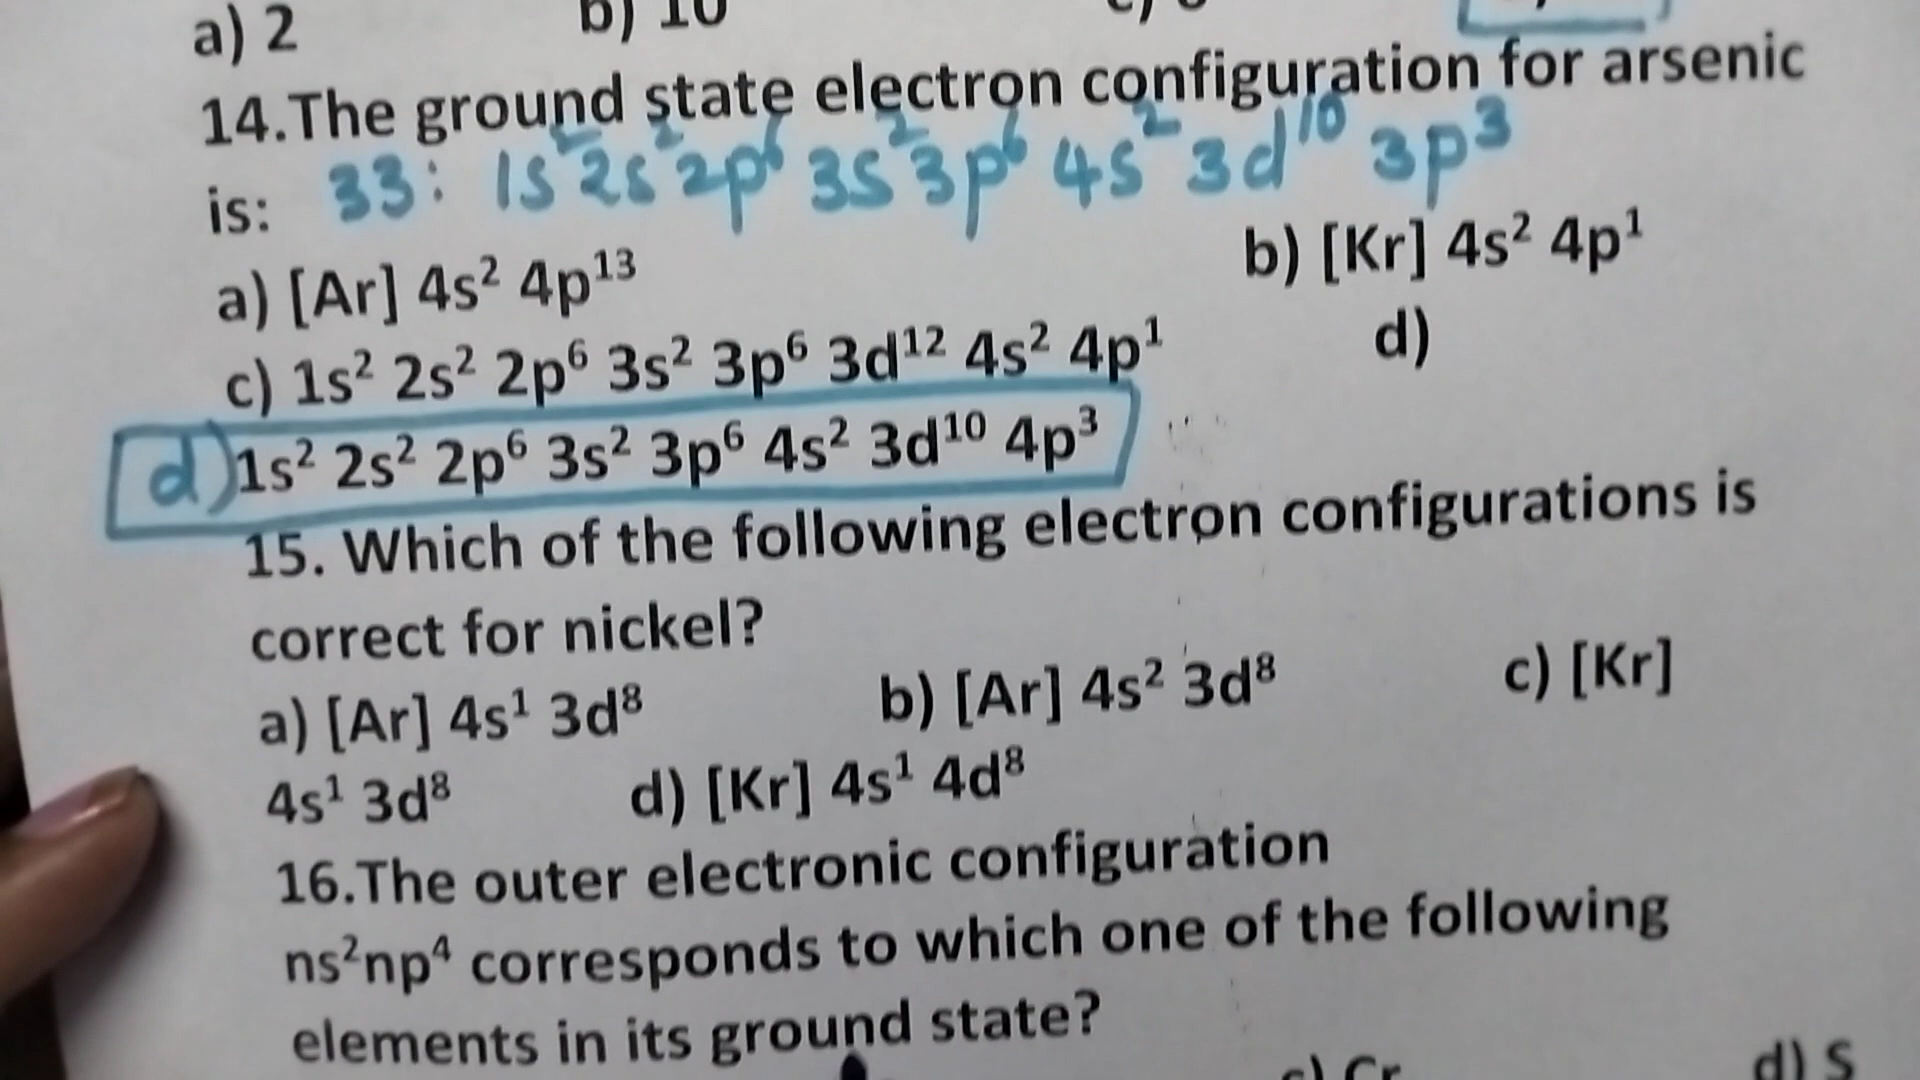 a) 2 b) 10
14.The ground state electron configuration for arsenic
is: 33: 1s² 2s² 2p⁶ 3s² 3p⁶ 4s² 3d¹⁰ 3p³
a) [Ar] 4s² 4p¹³ b) [Kr] 4s² 4p¹
c) 1s² 2s² 2p⁶ 3s² 3p⁶ 3d¹² 4s² 4p¹ d)
d) 1s² 2s² 2p⁶ 3s² 3p⁶ 4s² 3d¹⁰ 4p³
15. Which of the following electron configurations is
correct for nickel?
a) [Ar] 4s¹ 3d⁸ b) [Ar] 4s² 3d⁸ c) [Kr]
4s¹ 3d⁸ d) [Kr] 4s¹ 4d⁸
16.The outer electronic configuration
ns²np⁴ corresponds to which one of the following
elements in its ground state?
c) Cr d) S